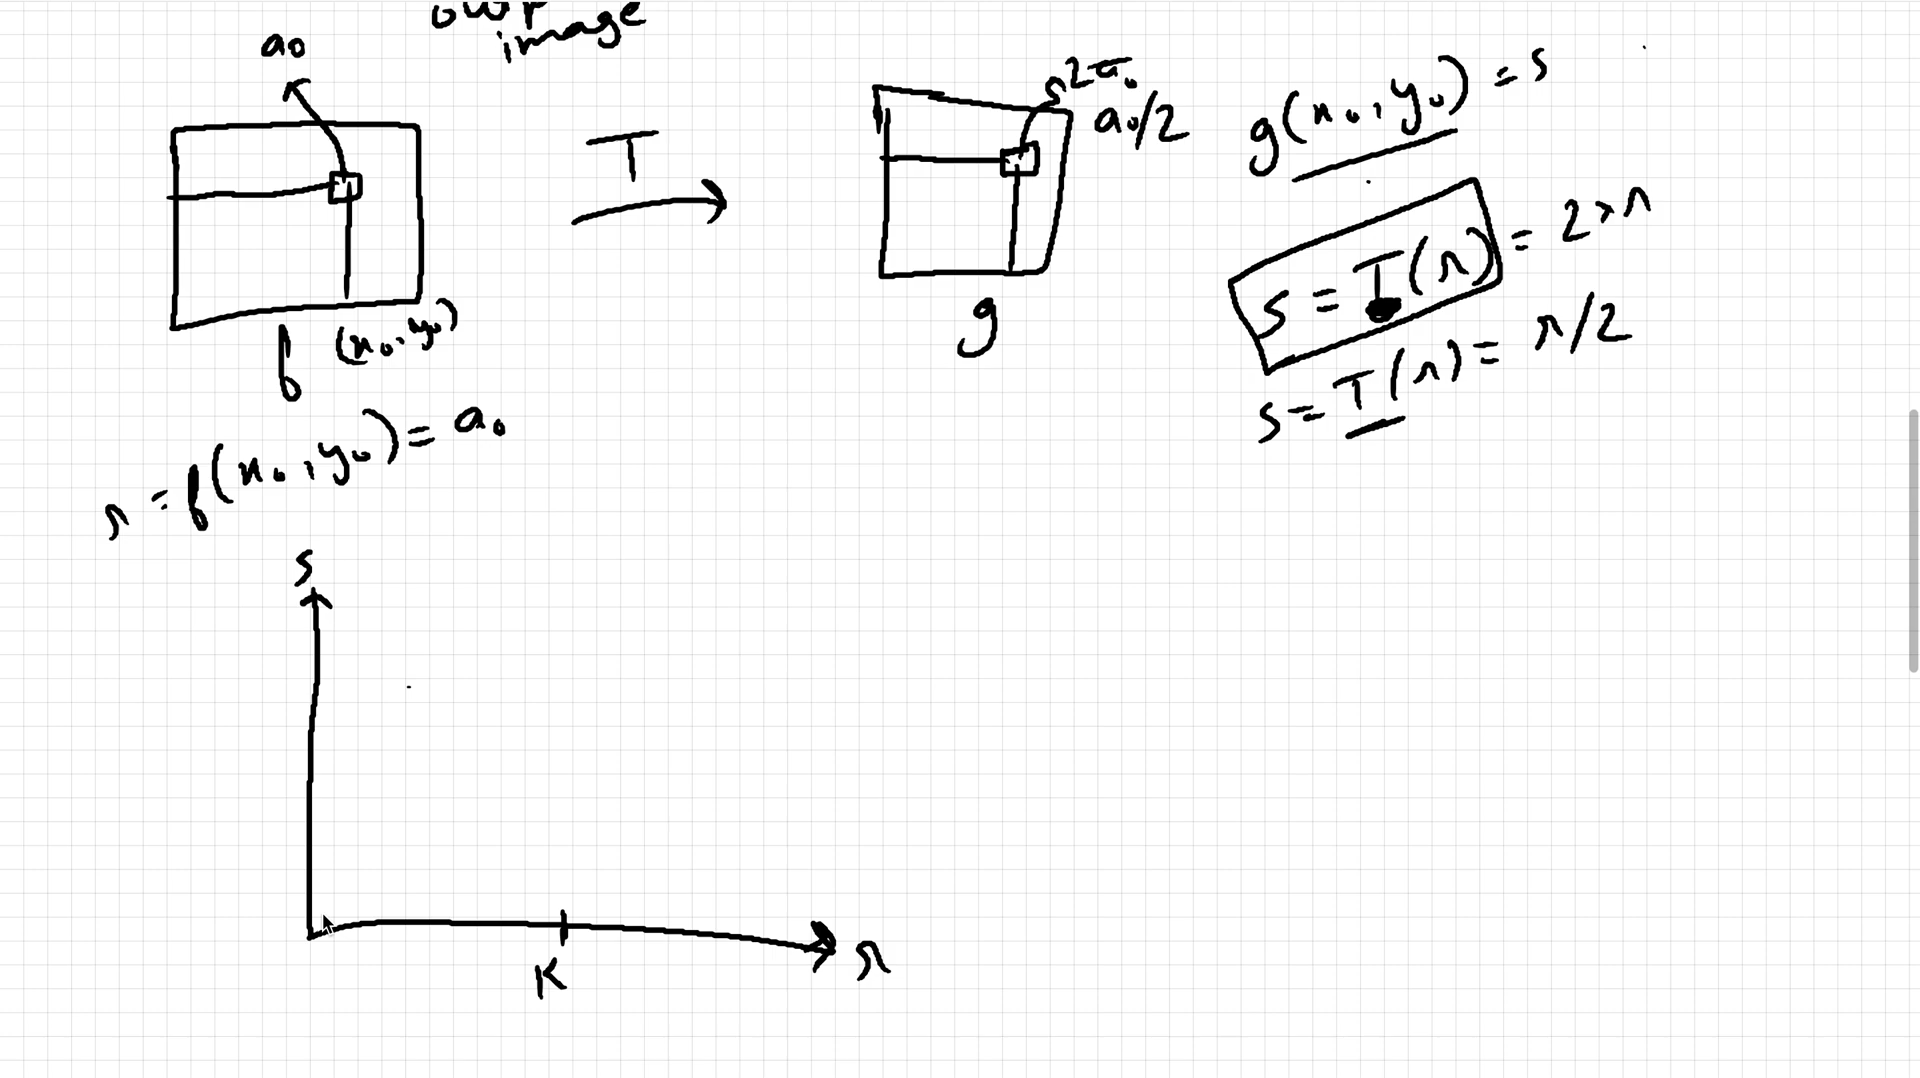 image
a₀
T
2a₀
a₀/2
g(x₀, y₀) = s
s = T(r) = 2 × r
s = T(r) = r/2
f
(x₀, y₀)
g
r = f(x₀, y₀) = a₀
s
K
r